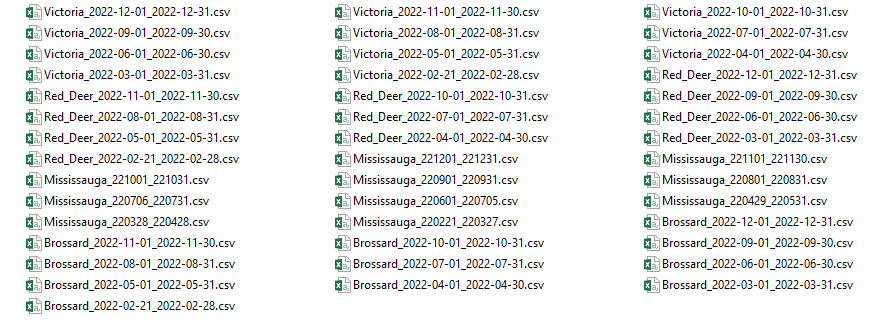 Victoria_2022-12-01_2022-12-31.csv
Victoria_2022-11-01_2022-11-30.csv
Victoria_2022-10-01_2022-10-31.csv
Victoria_2022-09-01_2022-09-30.csv
Victoria_2022-08-01_2022-08-31.csv
Victoria_2022-07-01_2022-07-31.csv
Victoria_2022-06-01_2022-06-30.csv
Victoria_2022-05-01_2022-05-31.csv
Victoria_2022-04-01_2022-04-30.csv
Victoria_2022-03-01_2022-03-31.csv
Victoria_2022-02-21_2022-02-28.csv
Red_Deer_2022-12-01_2022-12-31.csv
Red_Deer_2022-11-01_2022-11-30.csv
Red_Deer_2022-10-01_2022-10-31.csv
Red_Deer_2022-09-01_2022-09-30.csv
Red_Deer_2022-08-01_2022-08-31.csv
Red_Deer_2022-07-01_2022-07-31.csv
Red_Deer_2022-06-01_2022-06-30.csv
Red_Deer_2022-05-01_2022-05-31.csv
Red_Deer_2022-04-01_2022-04-30.csv
Red_Deer_2022-03-01_2022-03-31.csv
Red_Deer_2022-02-21_2022-02-28.csv
Mississauga_221201_221231.csv
Mississauga_221101_221130.csv
Mississauga_221001_221031.csv
Mississauga_220901_220931.csv
Mississauga_220801_220831.csv
Mississauga_220706_220731.csv
Mississauga_220601_220705.csv
Mississauga_220429_220531.csv
Mississauga_220328_220428.csv
Mississauga_220221_220327.csv
Brossard_2022-12-01_2022-12-31.csv
Brossard_2022-11-01_2022-11-30.csv
Brossard_2022-10-01_2022-10-31.csv
Brossard_2022-09-01_2022-09-30.csv
Brossard_2022-08-01_2022-08-31.csv
Brossard_2022-07-01_2022-07-31.csv
Brossard_2022-06-01_2022-06-30.csv
Brossard_2022-05-01_2022-05-31.csv
Brossard_2022-04-01_2022-04-30.csv
Brossard_2022-03-01_2022-03-31.csv
Brossard_2022-02-21_2022-02-28.csv